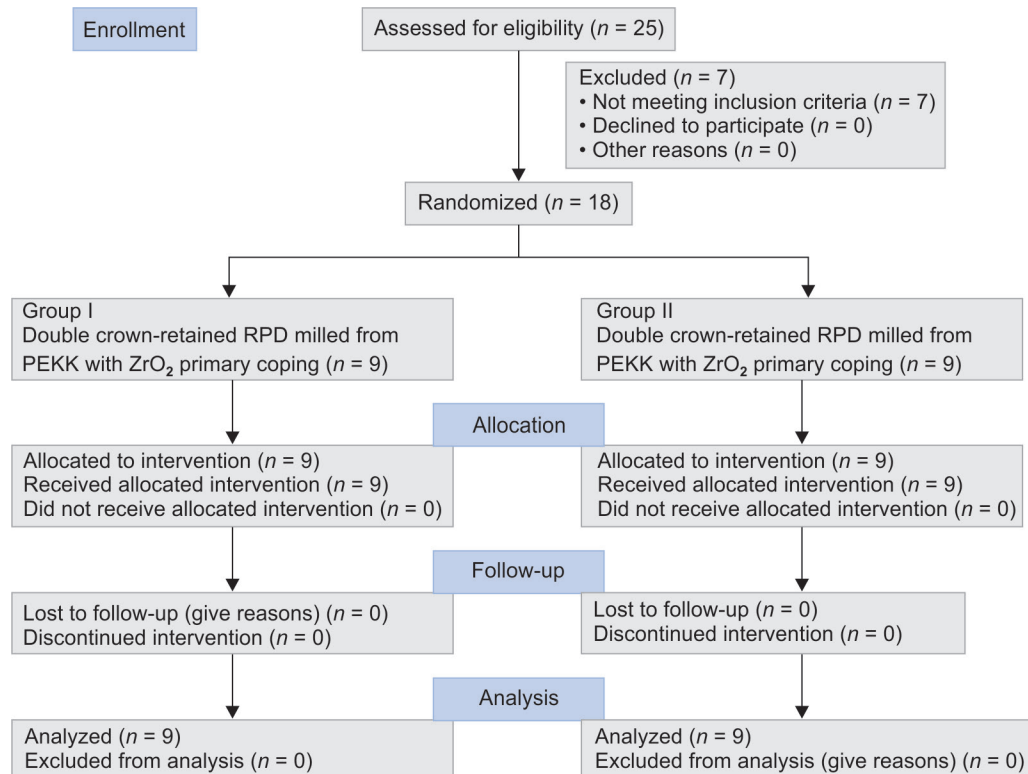 Enrollment
Assessed for eligibility (n = 25)
Excluded (n = 7)
• Not meeting inclusion criteria (n = 7)
• Declined to participate (n = 0)
• Other reasons (n = 0)
Randomized (n = 18)
Group I
Double crown-retained RPD milled from
PEKK with ZrO₂ primary coping (n = 9)
Group II
Double crown-retained RPD milled from
PEKK with ZrO₂ primary coping (n = 9)
Allocation
Allocated to intervention (n = 9)
Received allocated intervention (n = 9)
Did not receive allocated intervention (n = 0)
Allocated to intervention (n = 9)
Received allocated intervention (n = 9)
Did not receive allocated intervention (n = 0)
Follow-up
Lost to follow-up (give reasons) (n = 0)
Discontinued intervention (n = 0)
Lost to follow-up (n = 0)
Discontinued intervention (n = 0)
Analysis
Analyzed (n = 9)
Excluded from analysis (n = 0)
Analyzed (n = 9)
Excluded from analysis (give reasons) (n = 0)